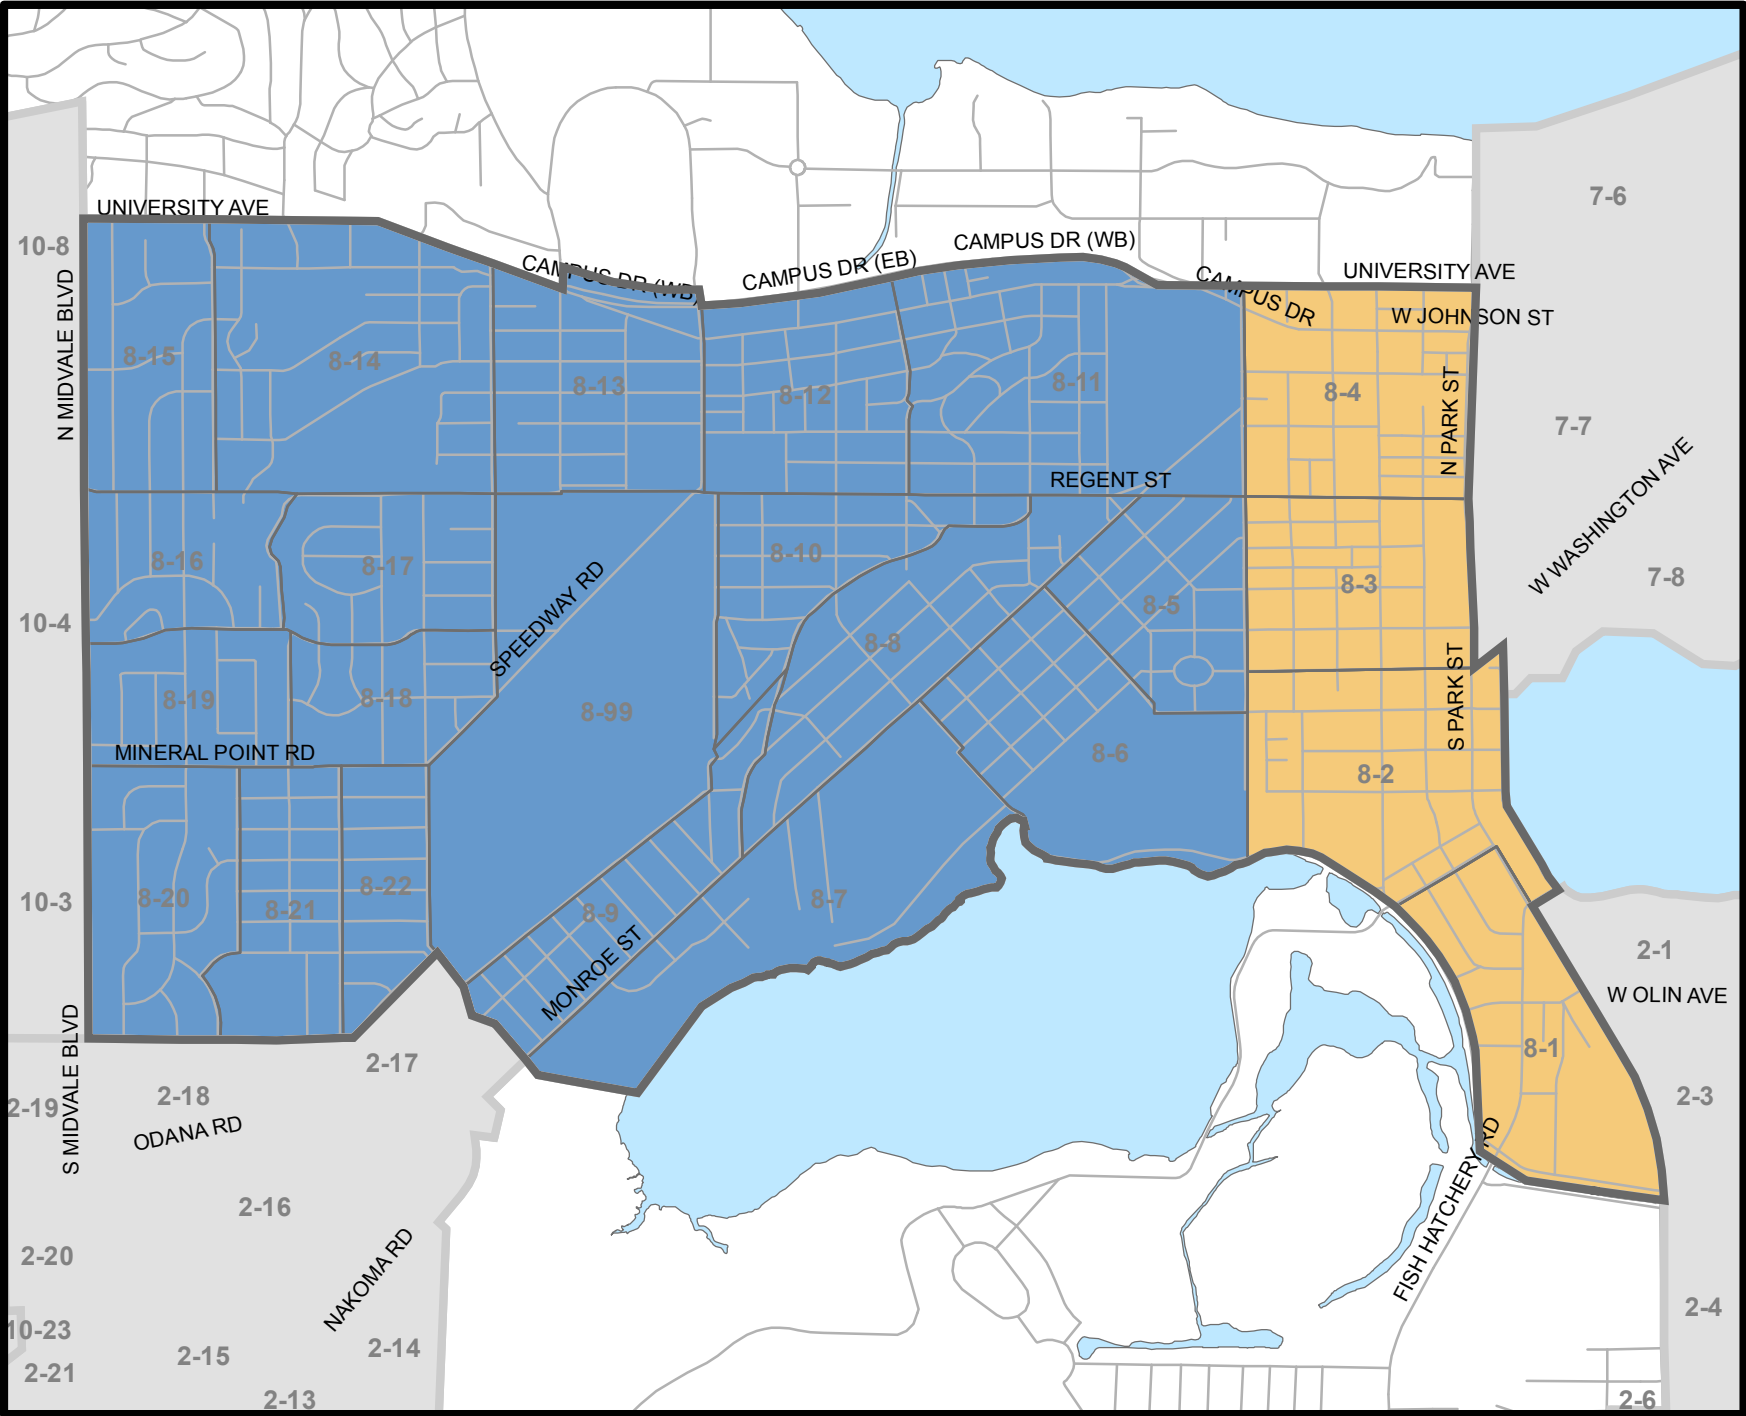 7-6
UNIVERSITY AVE
10-8
CAMPUS DR (WB)
CAMPUS DR (EB)
CAMPUS DR (WB)
CAMPUS DR
UNIVERSITY AVE
W JOHNSON ST
N MIDVALE BLVD
8-15
8-14
8-13
8-12
8-11
8-4
N PARK ST
7-7
REGENT ST
W WASHINGTON AVE
8-16
8-17
SPEEDWAY RD
8-10
8-5
8-3
7-8
10-4
8-8
8-19
8-18
8-99
S PARK ST
MINERAL POINT RD
8-6
8-2
10-3
8-20
8-21
8-22
8-9
8-7
MONROE ST
2-1
W OLIN AVE
S MIDVALE BLVD
2-17
8-1
2-18
2-19
ODANA RD
2-3
FISH HATCHERY RD
2-16
2-20
NAKOMA RD
2-4
10-23
2-15
2-14
2-21
2-13
2-6